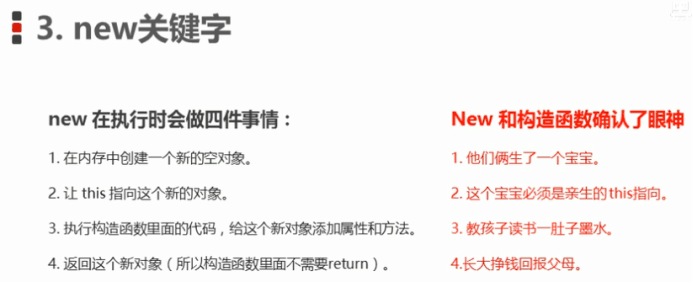 3. new关键字
new 在执行时会做四件事情：
1. 在内存中创建一个新的空对象。
2. 让 this 指向这个新的对象。
3. 执行构造函数里面的代码，给这个新对象添加属性和方法。
4. 返回这个新对象（所以构造函数里面不需要return）。
New 和构造函数确认了眼神
1. 他们俩生了一个宝宝。
2. 这个宝宝必须是亲生的this指向。
3. 教孩子读书一肚子墨水。
4.长大挣钱回报父母。